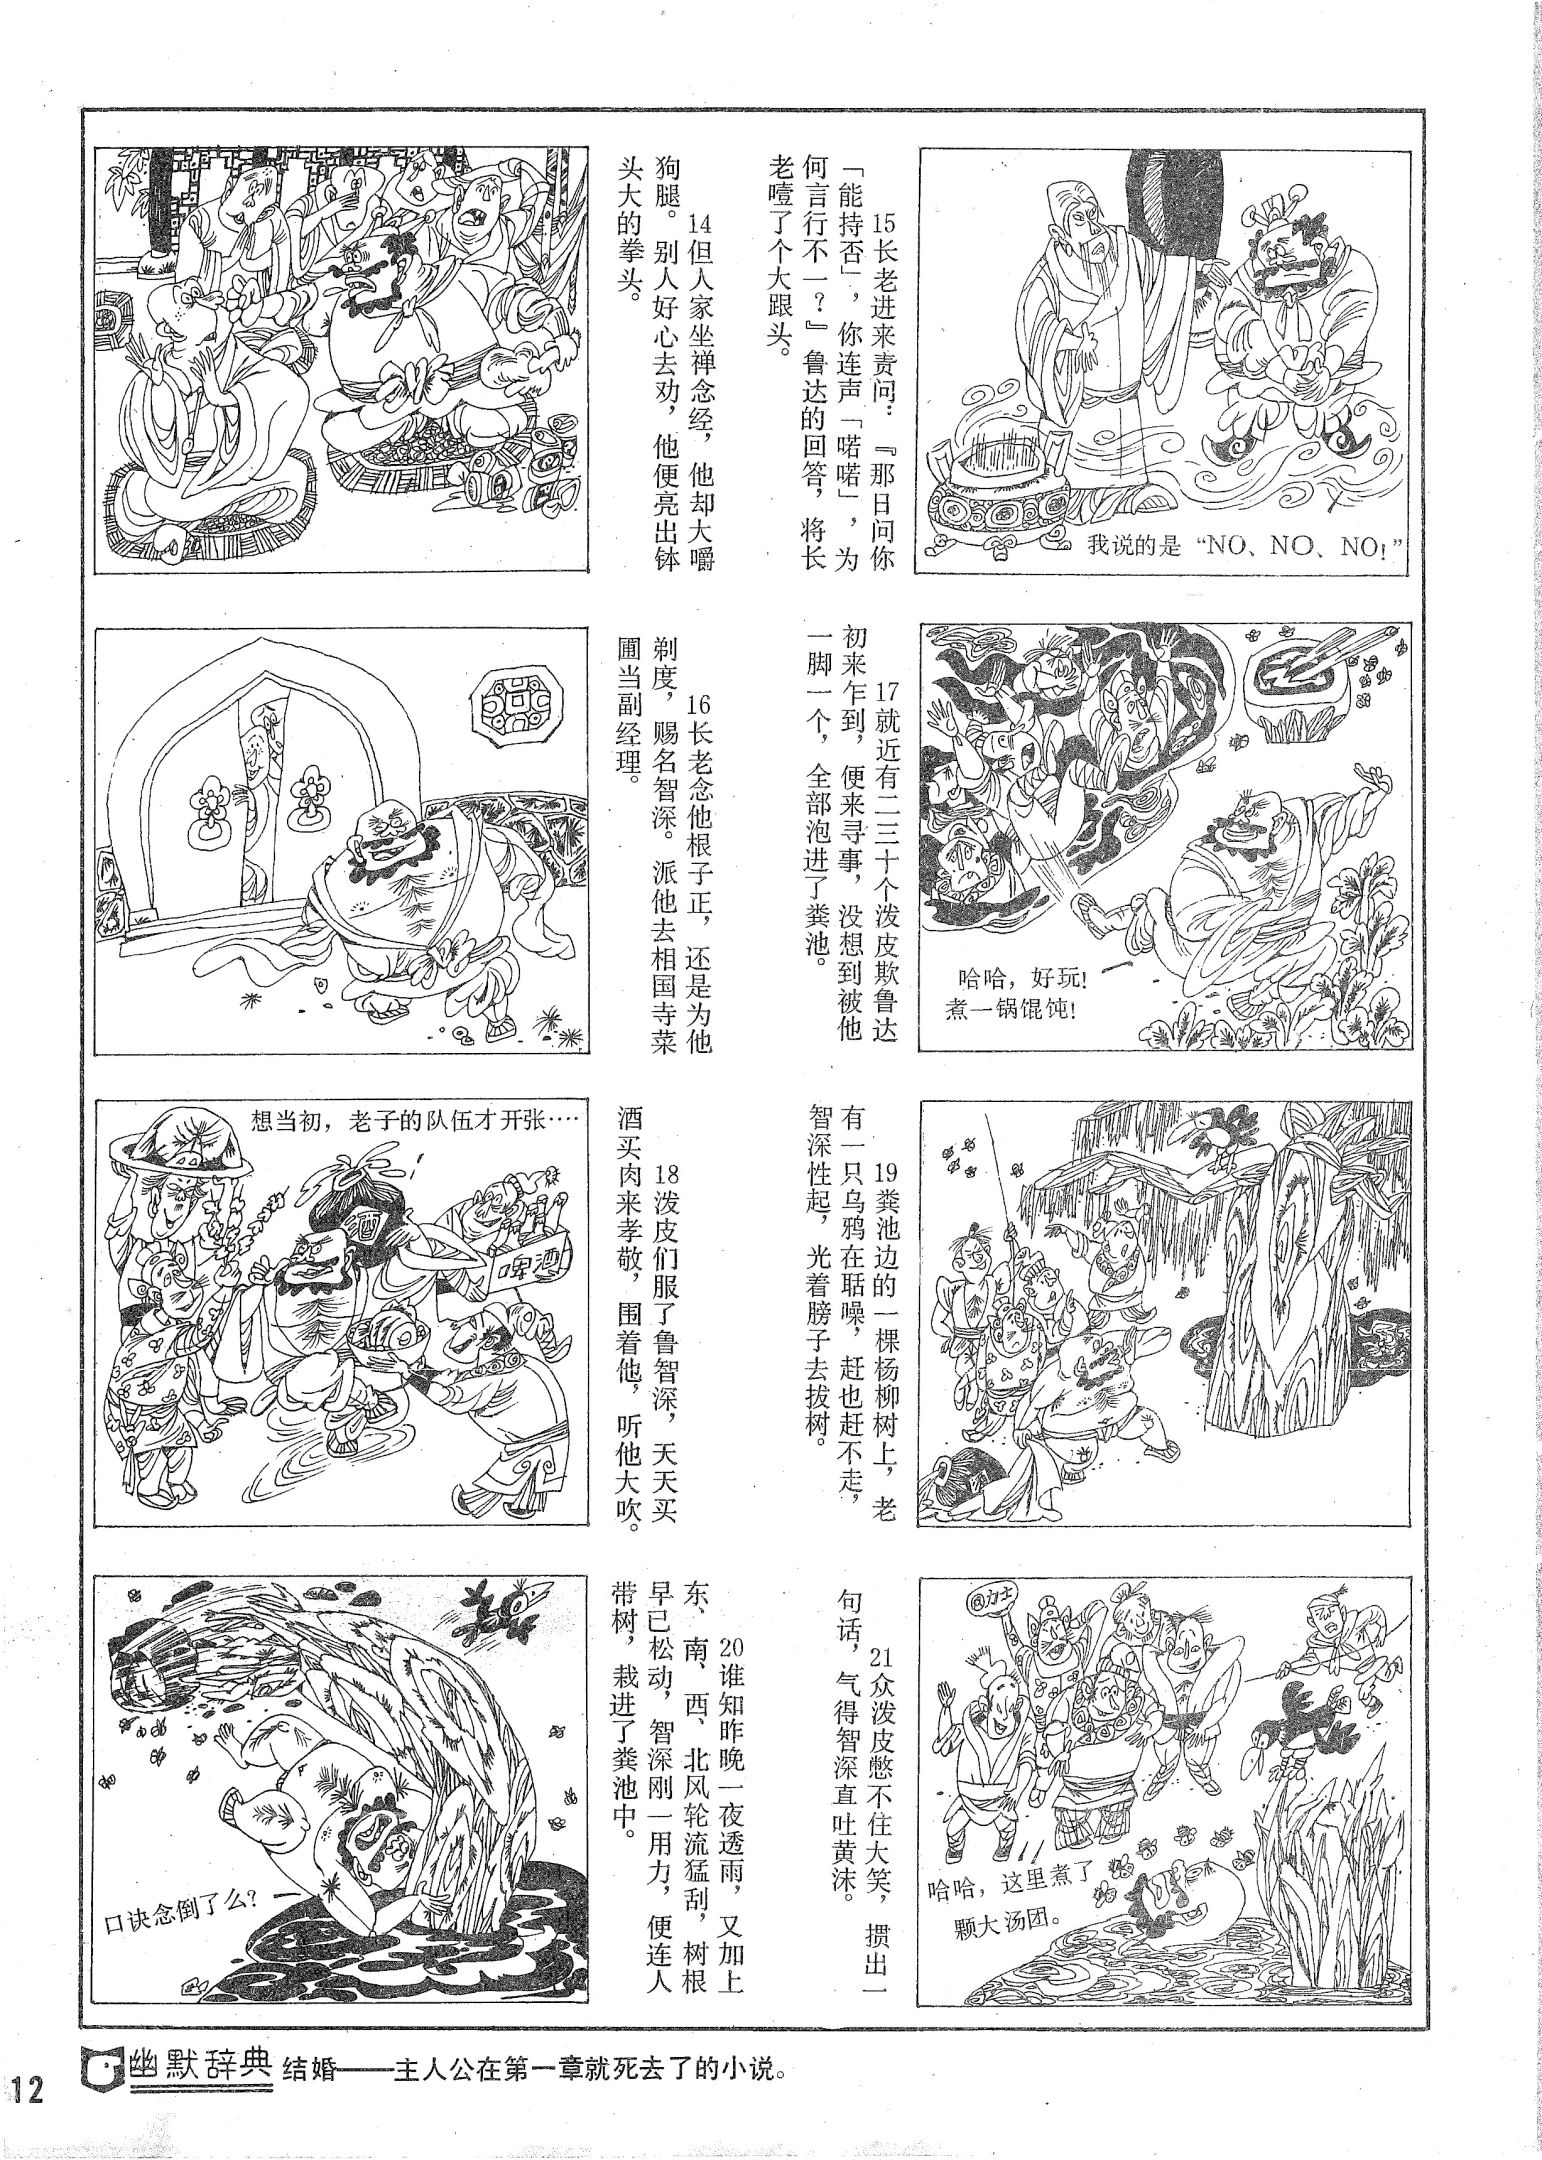 14但人家坐禅念经，他却大嚼
狗腿。别人好心去劝，他便亮出钵
头大的拳头。
15长老进来责问：『那日问你
「能持否」，你连声「喏喏」，为
何言行不一？』鲁达的回答，将长
老噎了个大跟头。
我说的是“NO、NO、NO!”
16长老念他根子正，还是为他
剃度，赐名智深。派他去相国寺菜
圃当副经理。
17就近有二三十个泼皮欺鲁达
初来乍到，便来寻事，没想到被他
一脚一个，全部泡进了粪池。
哈哈，好玩!
煮一锅馄饨!
18泼皮们服了鲁智深，天天买
酒买肉来孝敬，围着他，听他大吹。
想当初，老子的队伍才开张····
酒
啤酒
19粪池边的一棵杨柳树上，老
有一只乌鸦在聒噪，赶也赶不走，
智深性起，光着膀子去拔树。
20谁知昨晚一夜透雨，又加上
东、南、西、北风轮流猛刮，树根
早已松动，智深刚一用力，便连人
带树，栽进了粪池中。
口诀念倒了么?
21众泼皮憋不住大笑，掼出一
句话，气得智深直吐黄沫。
大力士
哈哈，这里煮了
颗大汤团。
幽默辞典 结婚——主人公在第一章就死去了的小说。
12